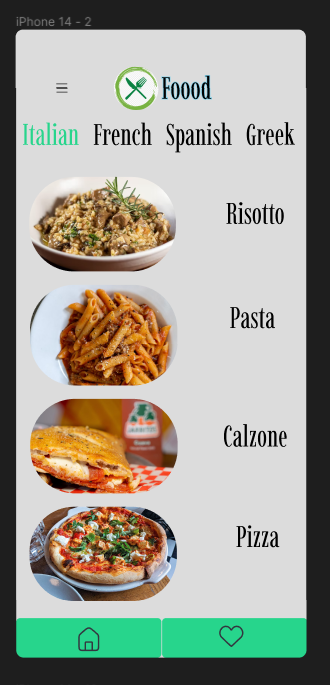 iPhone 14 - 2
Foood
Italian French Spanish Greek
Risotto
Pasta
Calzone
Pizza